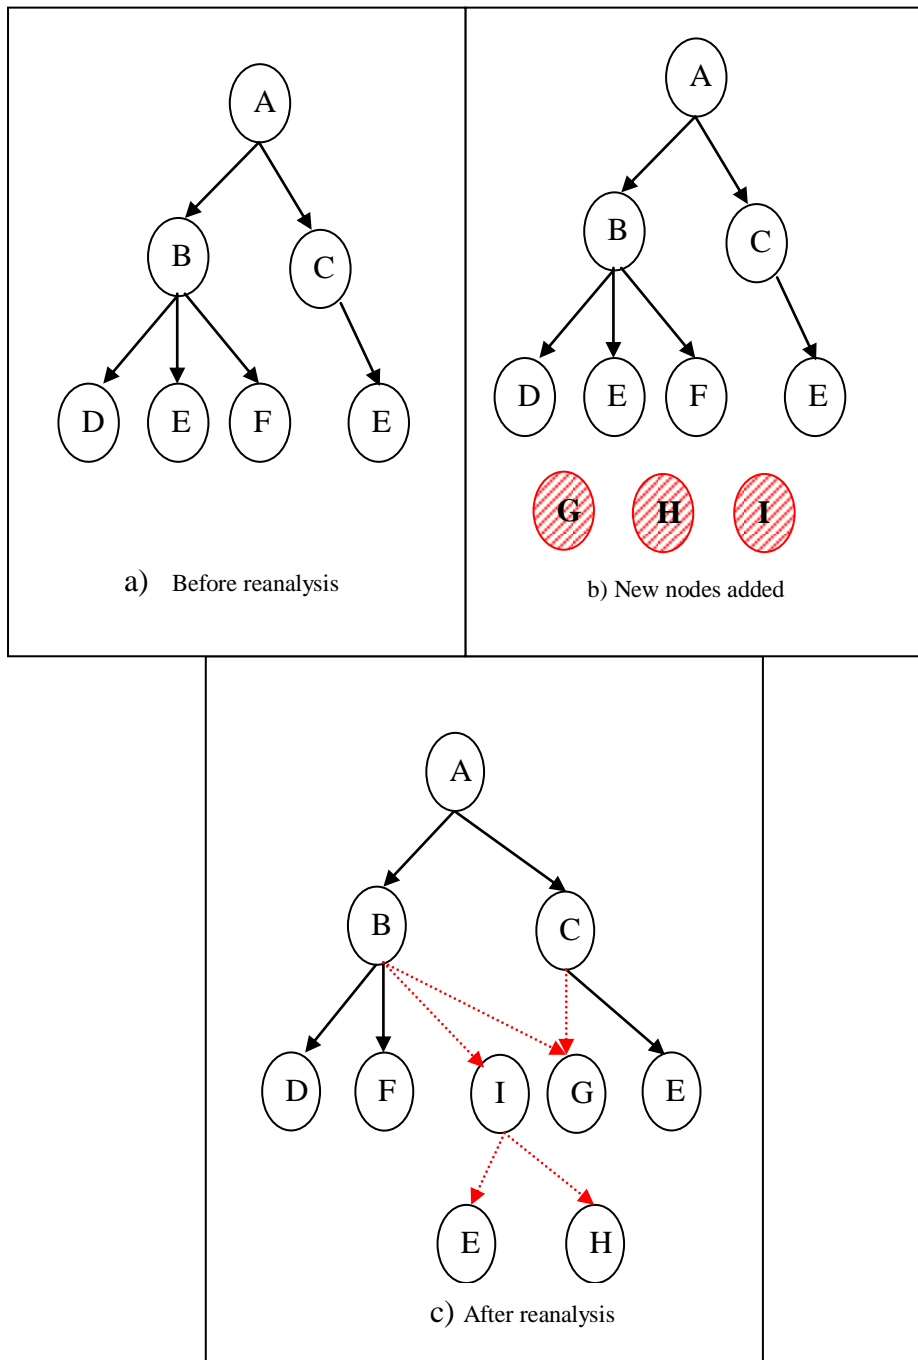 A
B
C
D E F E
a) Before reanalysis
A
B
C
D E F E
G H I
b) New nodes added
A
B
C
D F I G E
E H
c) After reanalysis